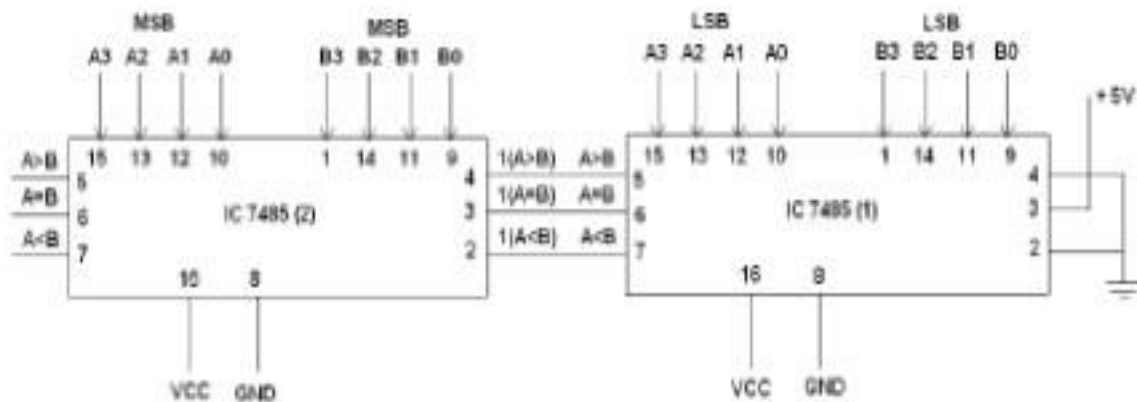 MSB MSB LSB LSB
A3 A2 A1 A0 B3 B2 B1 B0 A3 A2 A1 A0 B3 B2 B1 B0
+5V
15 13 12 10 1 14 11 9 15 13 12 10 1 14 11 9
A>B 5 4 1(A>B) A>B 5 4
A=B 6 IC 7485 (2) 3 1(A=B) A=B 6 IC 7485 (1) 3
A<B 7 2 1(A<B) A<B 7 2
16 8 16 8
VCC GND VCC GND